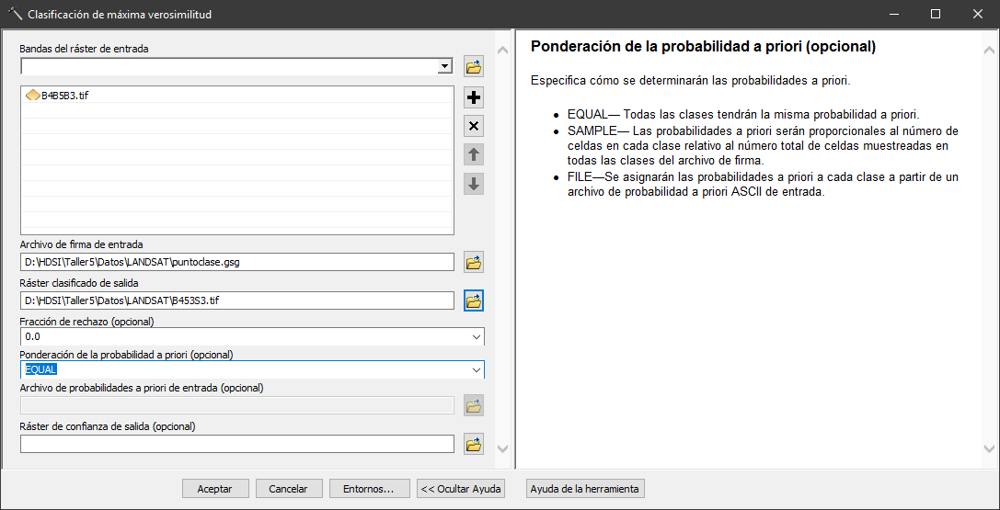 Clasificación de máxima verosimilitud
Bandas del ráster de entrada
B4B5B3.tif
Archivo de firma de entrada
D:\HDSI\Taller5\Datos\LANDSAT\puntoclase.gsg
Ráster clasificado de salida
D:\HDSI\Taller5\Datos\LANDSAT\B453S3.tif
Fracción de rechazo (opcional)
0.0
Ponderación de la probabilidad a priori (opcional)
EQUAL
Archivo de probabilidades a priori de entrada (opcional)
Ráster de confianza de salida (opcional)
Ponderación de la probabilidad a priori (opcional)
Especifica cómo se determinarán las probabilidades a priori.
• EQUAL— Todas las clases tendrán la misma probabilidad a priori.
• SAMPLE— Las probabilidades a priori serán proporcionales al número de
celdas en cada clase relativo al número total de celdas muestreadas en
todas las clases del archivo de firma.
• FILE—Se asignarán las probabilidades a priori a cada clase a partir de un
archivo de probabilidad a priori ASCII de entrada.
Aceptar
Cancelar
Entornos...
<< Ocultar Ayuda
Ayuda de la herramienta